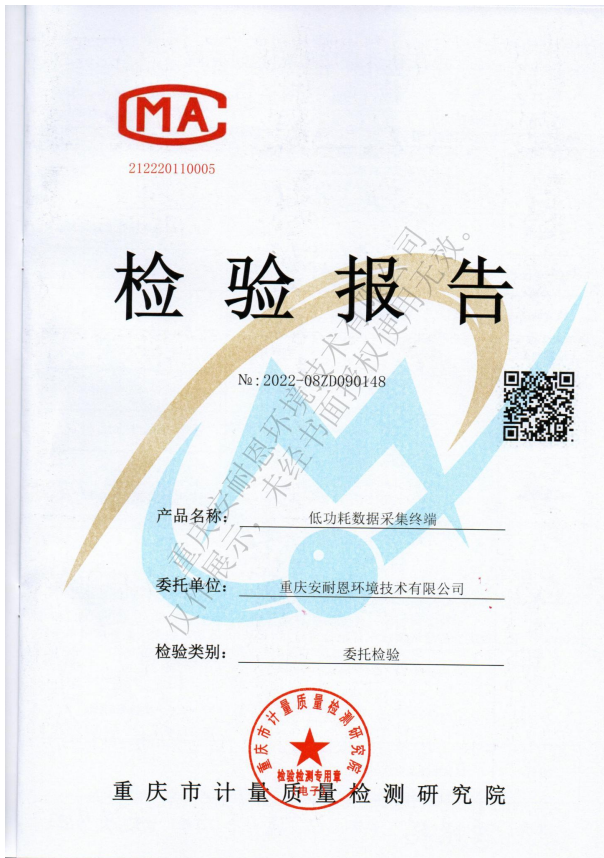 CMA
212220110005
检验报告
№:2022-08ZD090148
产品名称: 低功耗数据采集终端
委托单位: 重庆安耐恩环境技术有限公司
检验类别: 委托检验
重庆市计量质量检测研究院
检验检测专用章
(电子)
重庆市计量质量检测研究院
重庆安耐恩环境技术有限公司
仅作展示，未经书面授权使用无效。